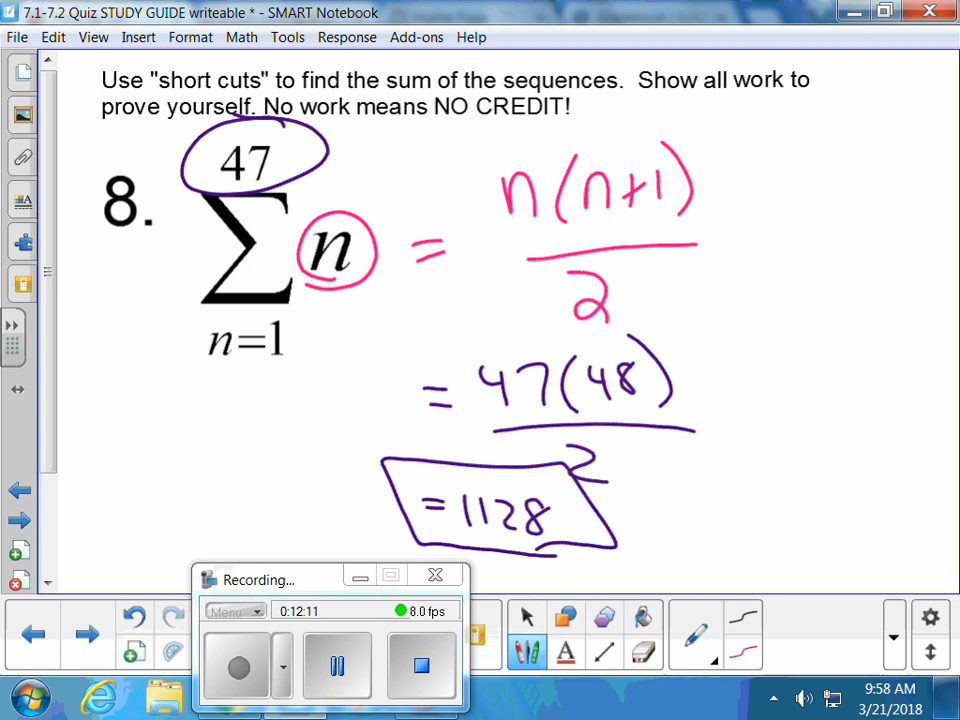 7.1-7.2 Quiz STUDY GUIDE writeable * - SMART Notebook
File Edit View Insert Format Math Tools Response Add-ons Help
Use "short cuts" to find the sum of the sequences. Show all work to
prove yourself. No work means NO CREDIT!
47
8. ∑ n = n(n+1)
2
n=1
= 47(48)
2
= 1128
Recording...
Menu 0:12:11 8.0 fps
A
9:58 AM
3/21/2018